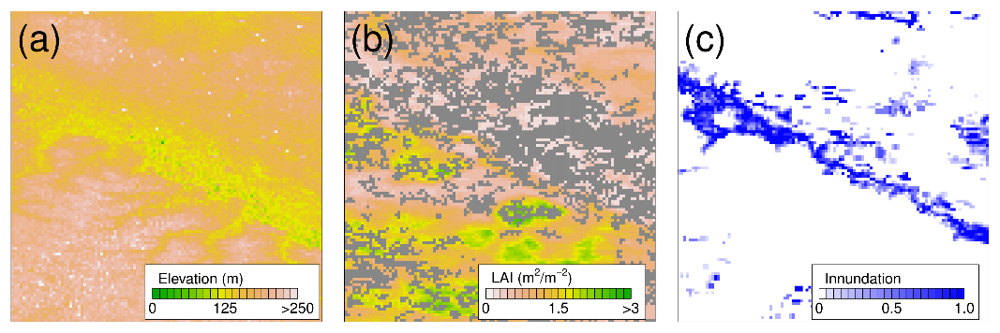 (a)
Elevation (m)
0 125 >250
(b)
LAI (m²/m⁻²)
0 1.5 >3
(c)
Innundation
0 0.5 1.0